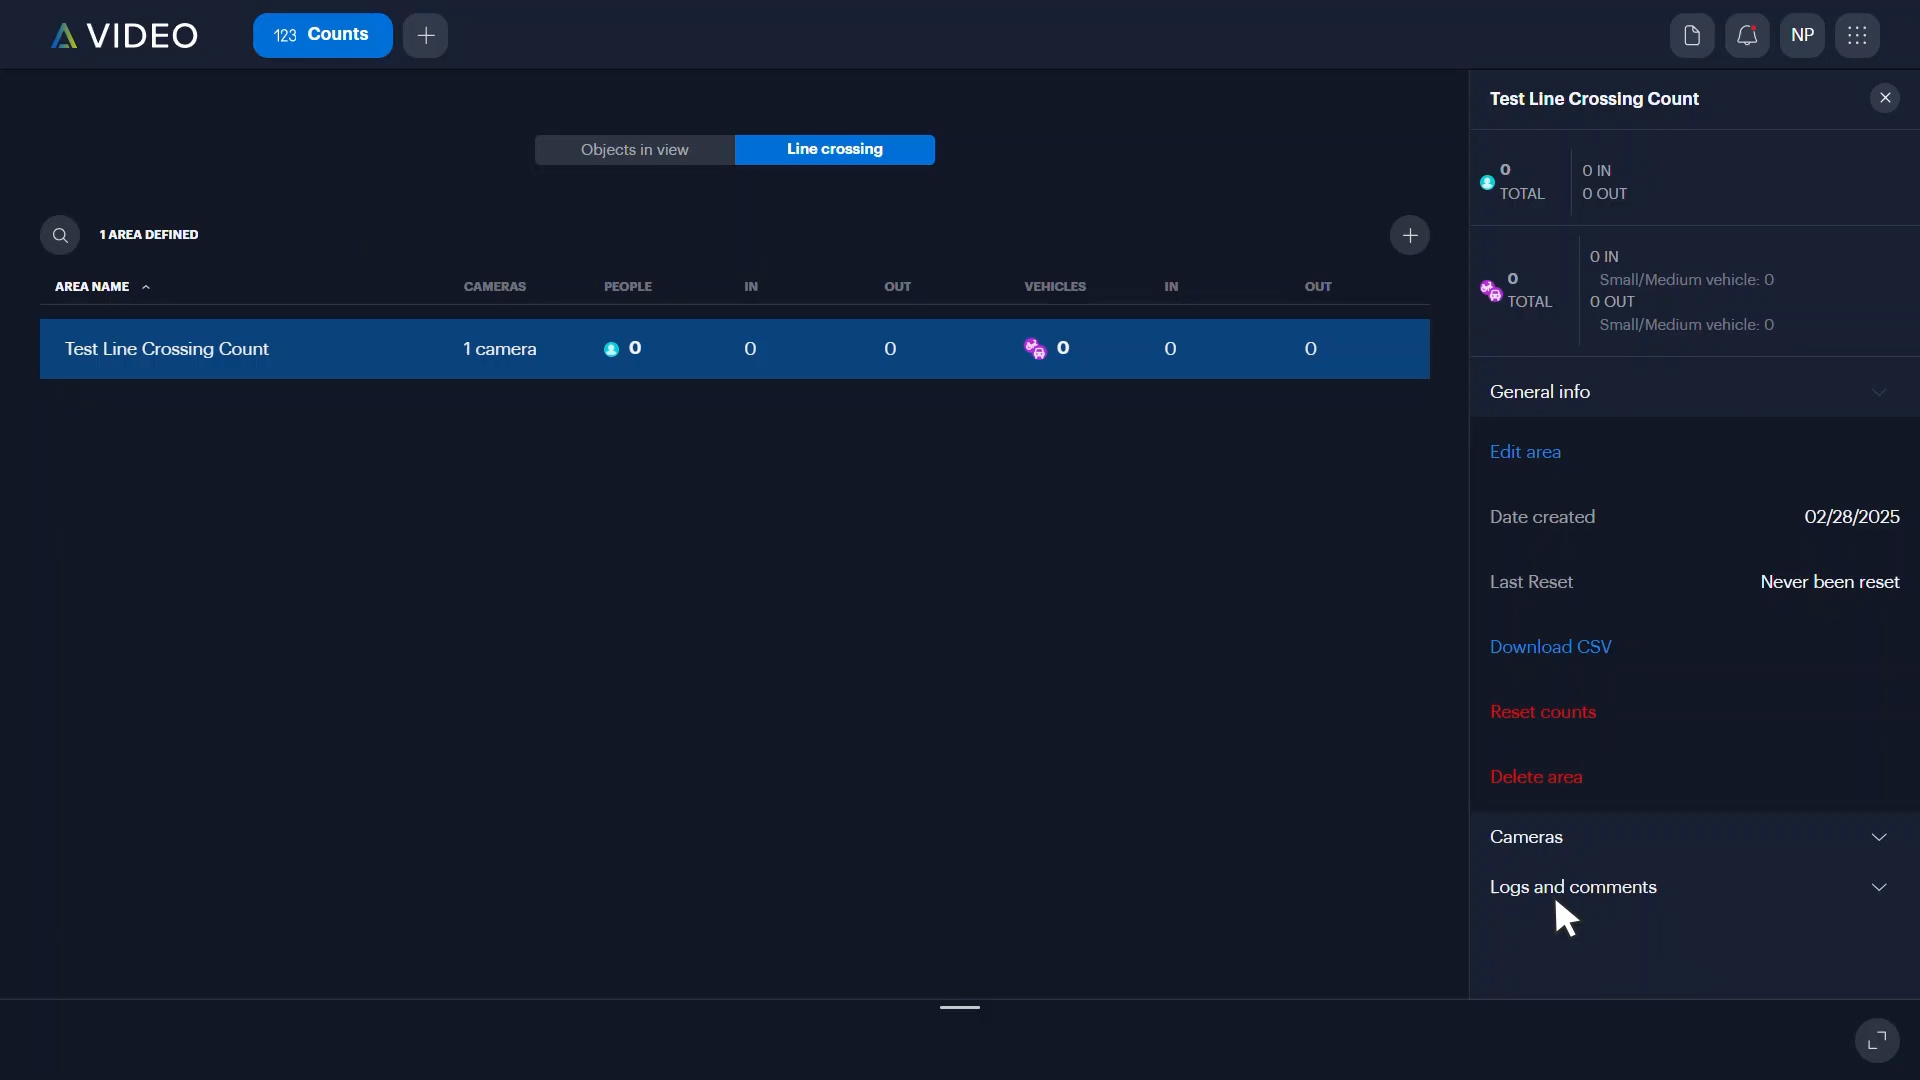 VIDEO
123 Counts
NP
Objects in view
Line crossing
1 AREA DEFINED
AREA NAME CAMERAS PEOPLE IN OUT VEHICLES IN OUT
Test Line Crossing Count 1 camera 0 0 0 0 0 0
Test Line Crossing Count
0
TOTAL
0 IN
0 OUT
0
TOTAL
0 IN
Small/Medium vehicle: 0
0 OUT
Small/Medium vehicle: 0
General info
Edit area
Date created 02/28/2025
Last Reset Never been reset
Download CSV
Reset counts
Delete area
Cameras
Logs and comments